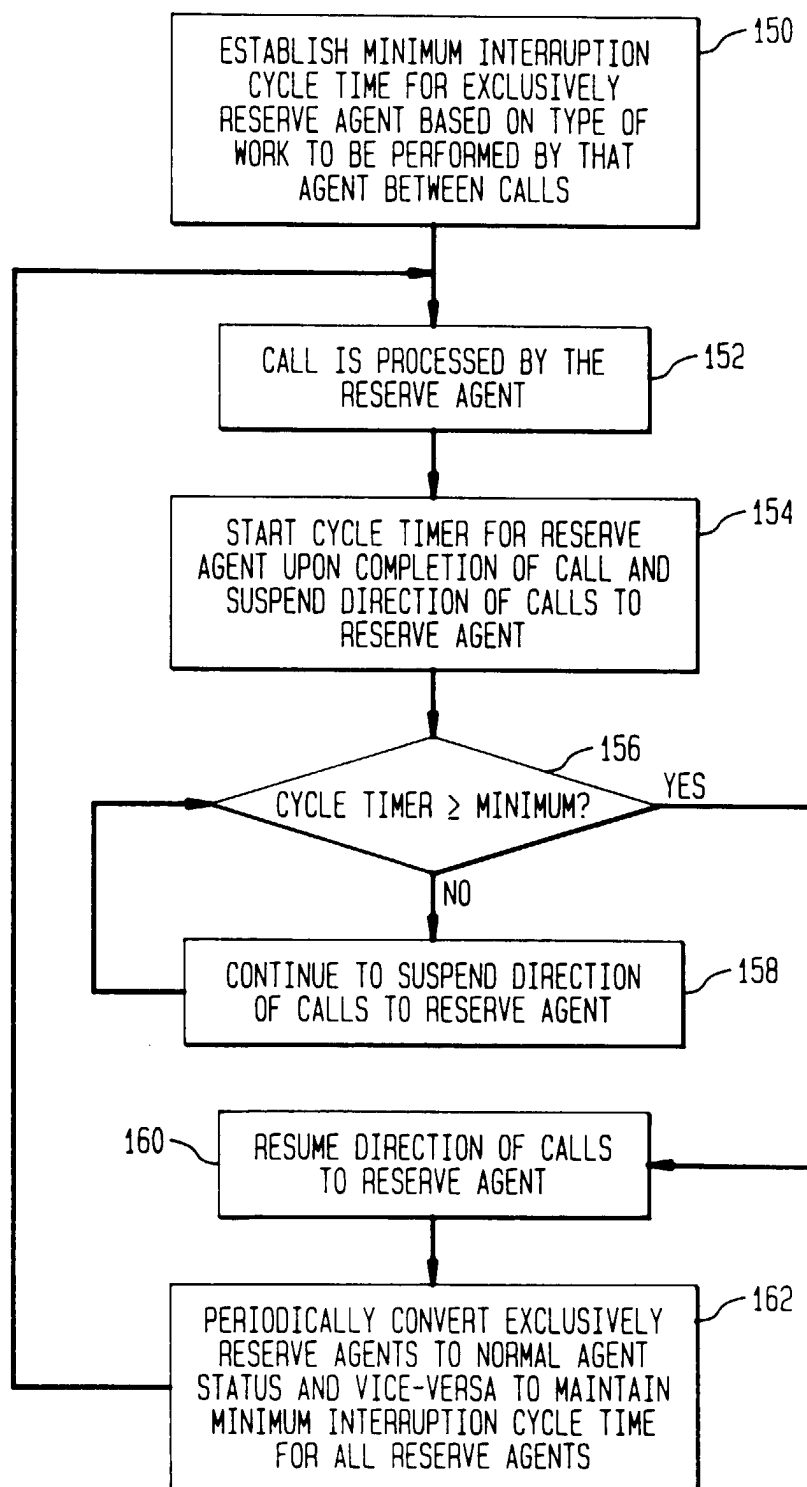 150
ESTABLISH MINIMUM INTERRUPTION
CYCLE TIME FOR EXCLUSIVELY
RESERVE AGENT BASED ON TYPE OF
WORK TO BE PERFORMED BY THAT
AGENT BETWEEN CALLS
CALL IS PROCESSED BY THE
RESERVE AGENT
152
154
START CYCLE TIMER FOR RESERVE
AGENT UPON COMPLETION OF CALL AND
SUSPEND DIRECTION OF CALLS TO
RESERVE AGENT
156
CYCLE TIMER ≥ MINIMUM?
YES
NO
CONTINUE TO SUSPEND DIRECTION
OF CALLS TO RESERVE AGENT
158
160
RESUME DIRECTION OF CALLS
TO RESERVE AGENT
162
PERIODICALLY CONVERT EXCLUSIVELY
RESERVE AGENTS TO NORMAL AGENT
STATUS AND VICE-VERSA TO MAINTAIN
MINIMUM INTERRUPTION CYCLE TIME
FOR ALL RESERVE AGENTS